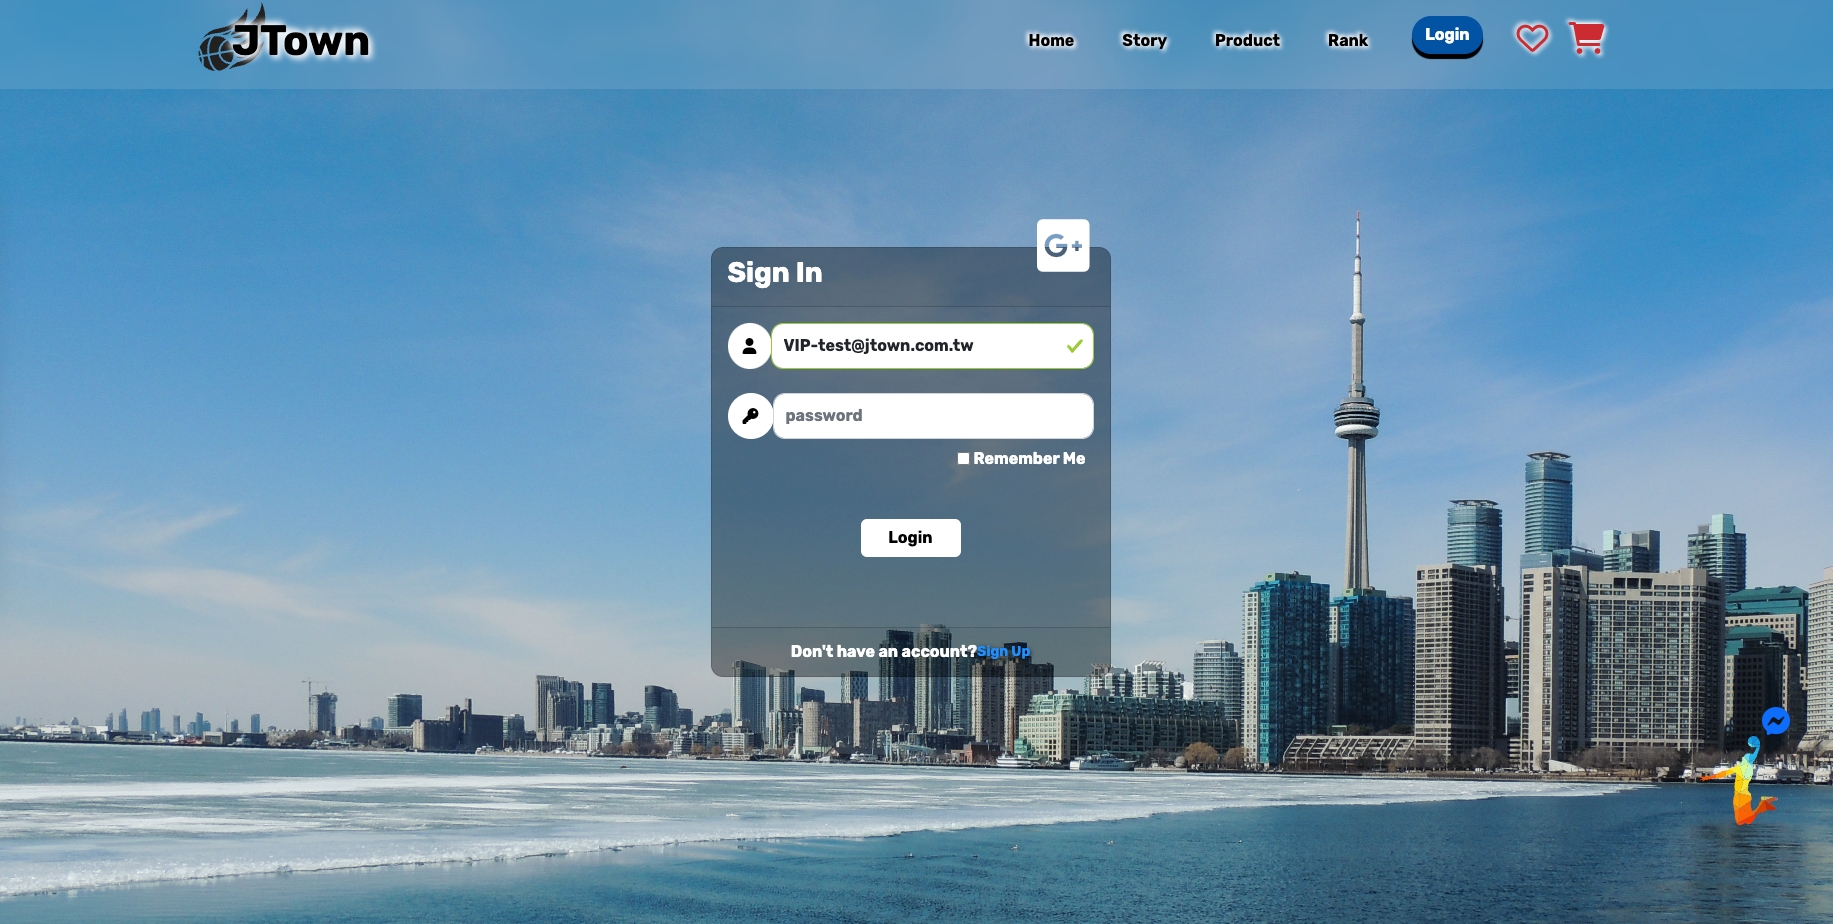 JTown
Home Story Product Rank Login
Sign In
G+
VIP-test@jtown.com.tw
password
Remember Me
Login
Don't have an account?Sign Up